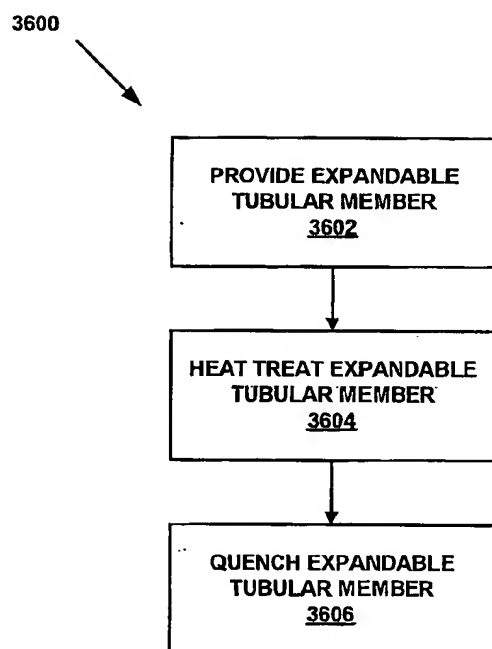 3600
PROVIDE EXPANDABLE
TUBULAR MEMBER
3602
HEAT TREAT EXPANDABLE
TUBULAR MEMBER
3604
QUENCH EXPANDABLE
TUBULAR MEMBER
3606